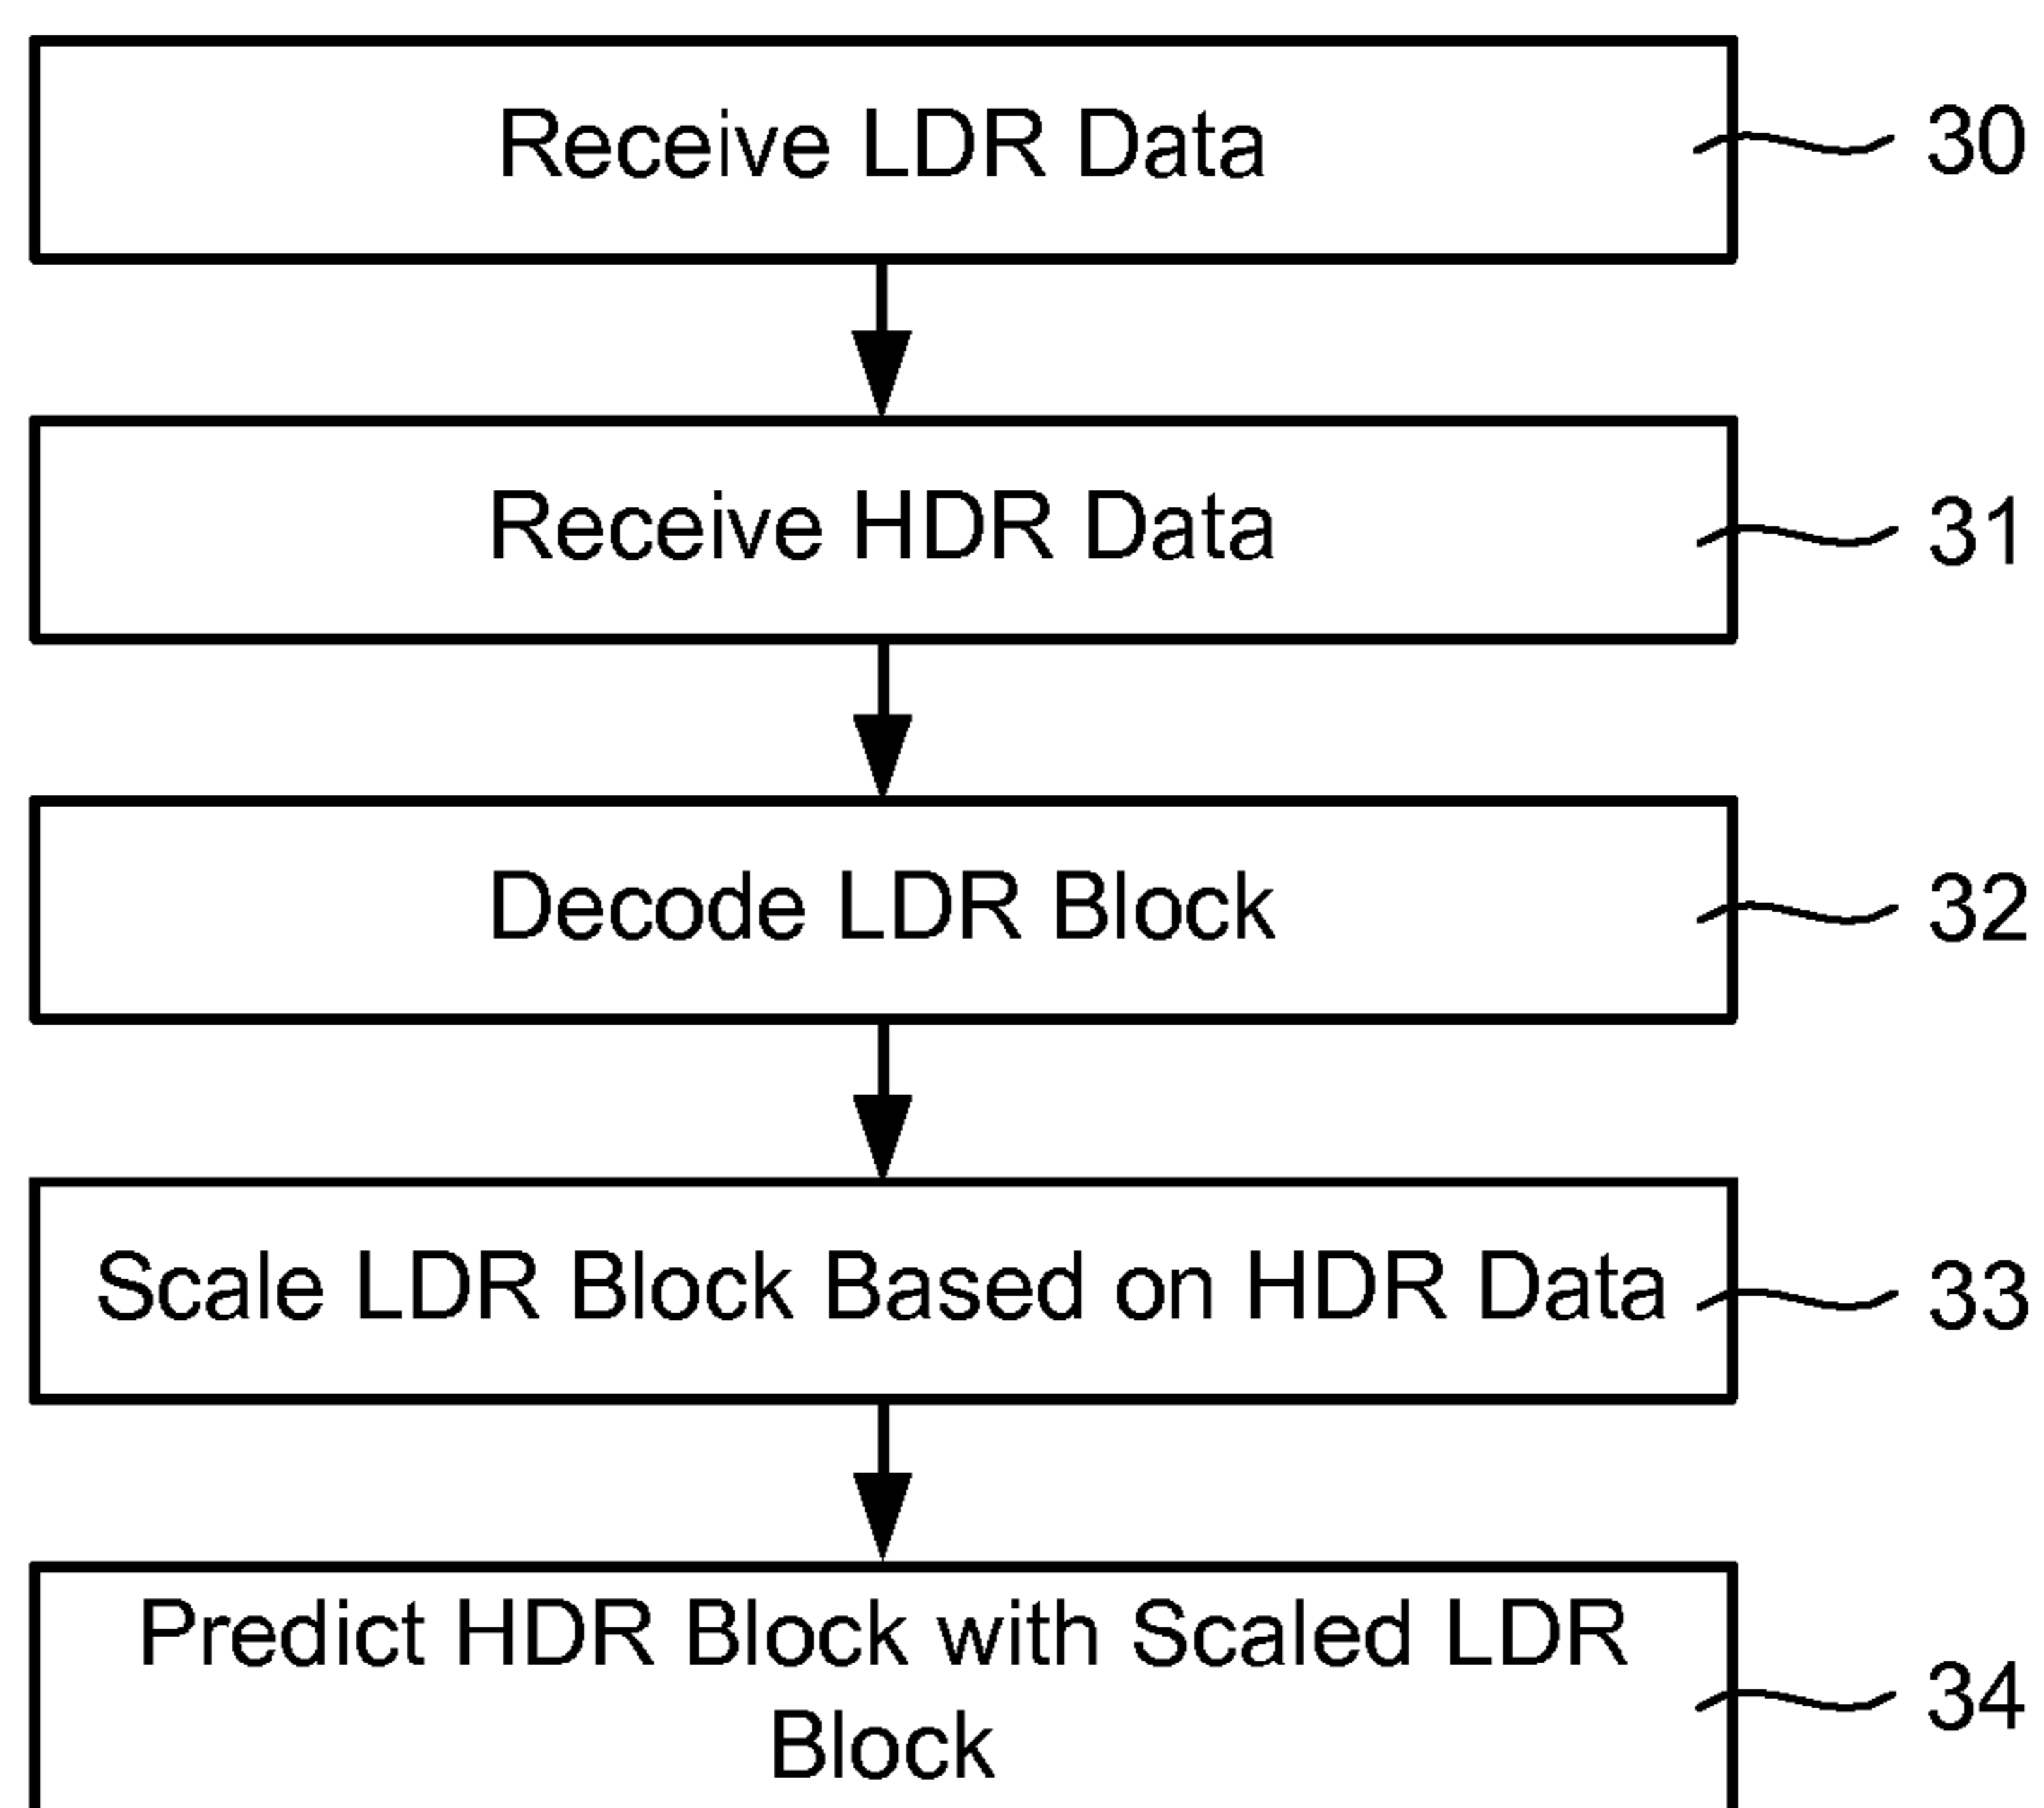 Receive LDR Data 30
Receive HDR Data 31
Decode LDR Block 32
Scale LDR Block Based on HDR Data 33
Predict HDR Block with Scaled LDR
Block 34